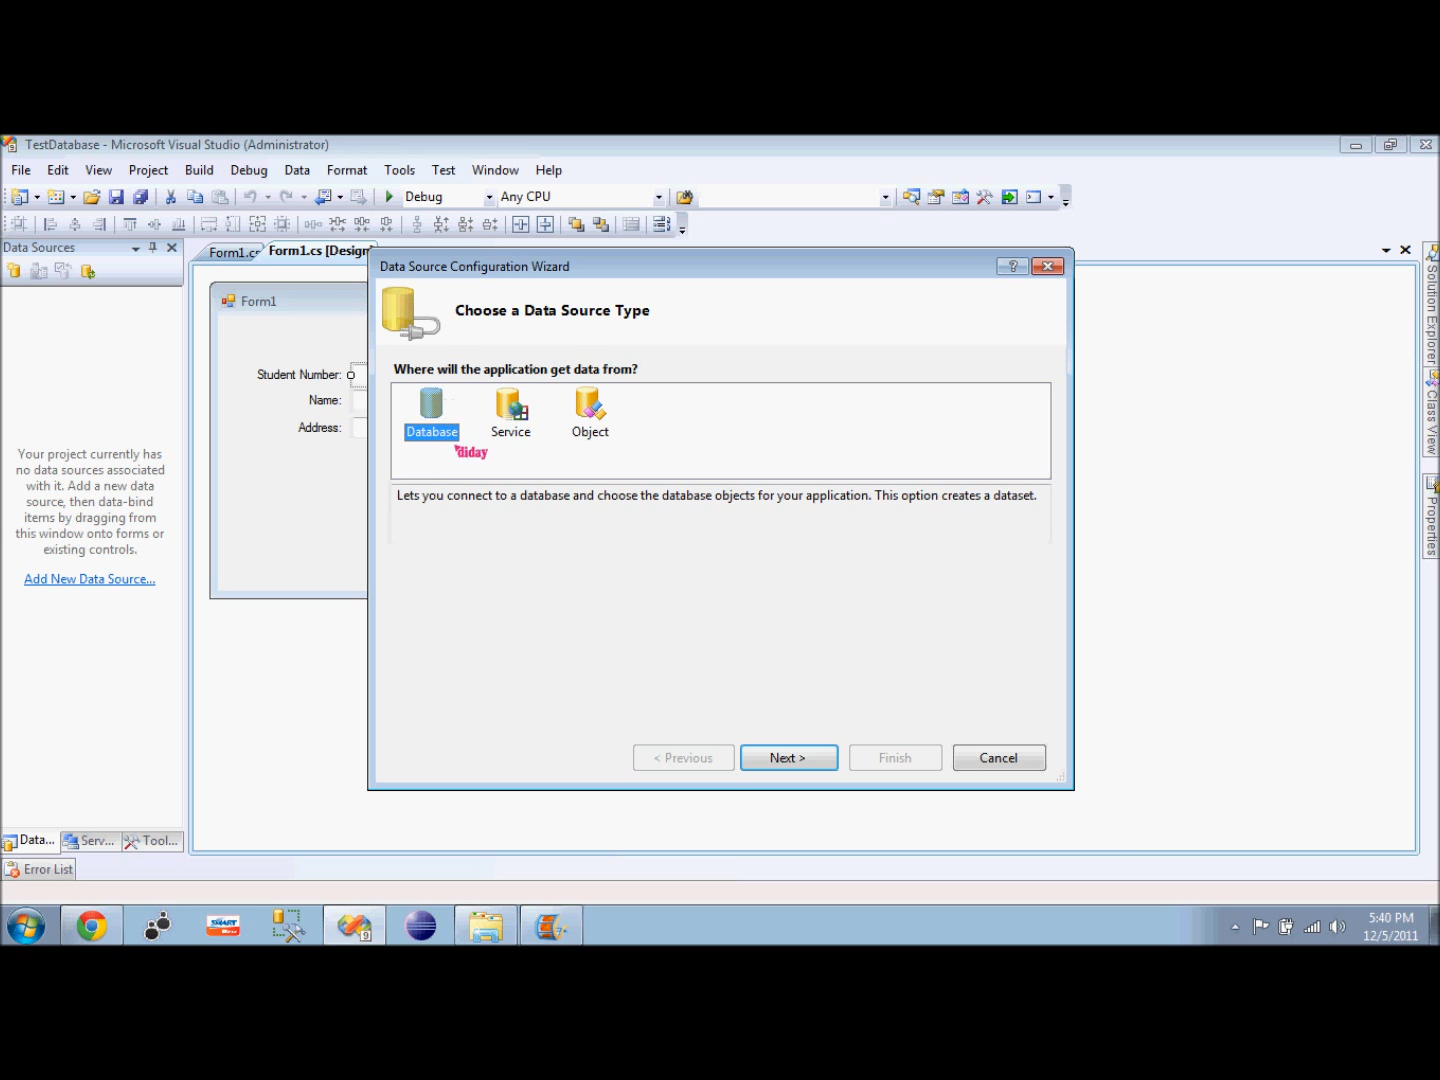 TestDatabase - Microsoft Visual Studio (Administrator)
File Edit View Project Build Debug Data Format Tools Test Window Help
Debug Any CPU
Data Sources
Form1.cs Form1.cs [Design]
Data Source Configuration Wizard
Form1
Choose a Data Source Type
Student Number:
Name:
Address:
Where will the application get data from?
Database Service Object
diday
Lets you connect to a database and choose the database objects for your application. This option creates a dataset.
Your project currently has
no data sources associated
with it. Add a new data
source, then data-bind
items by dragging from
this window onto forms or
existing controls.
Add New Data Source...
< Previous Next > Finish Cancel
Solution Explorer
Class View
Properties
Data... Serv... Tool...
Error List
SMART
9
5:40 PM
12/5/2011